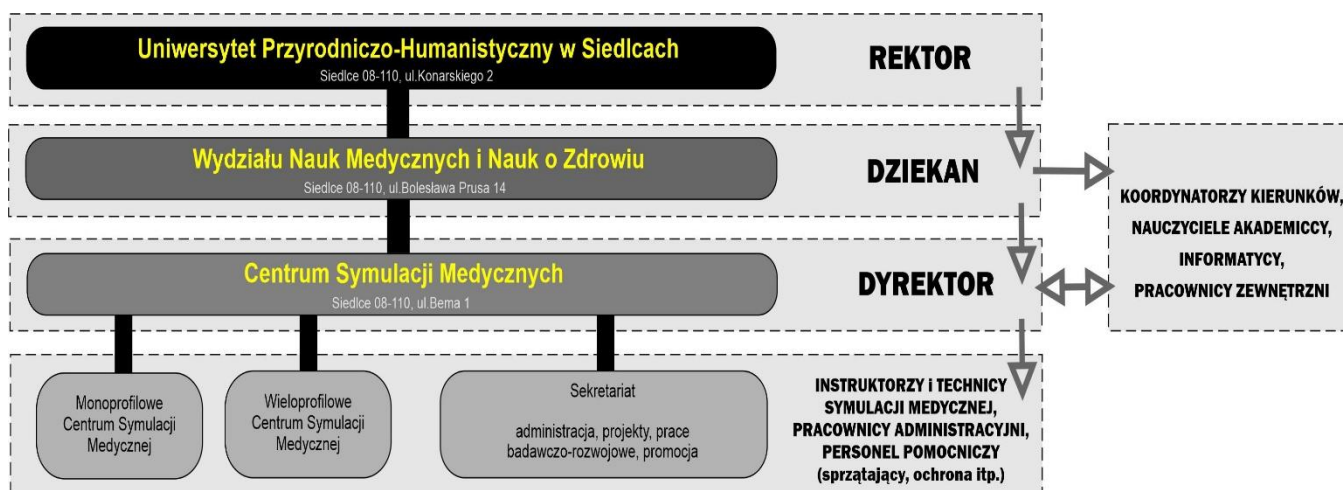 Uniwersytet Przyrodniczo-Humanistyczny w Siedlcach
Siedlce 08-110, ul.Konarskiego 2
REKTOR
Wydziału Nauk Medycznych i Nauk o Zdrowiu
Siedlce 08-110, ul.Bolesława Prusa 14
DZIEKAN
KOORDYNATORZY KIERUNKÓW,
NAUCZYCIELE AKADEMICCY,
INFORMATYCY,
PRACOWNICY ZEWNĘTRZNI
Centrum Symulacji Medycznych
Siedlce 08-110, ul.Bema 1
DYREKTOR
Monoprofilowe
Centrum Symulacji
Medycznej
Wieloprofilowe
Centrum Symulacji
Medycznej
Sekretariat
administracja, projekty, prace
badawczo-rozwojowe, promocja
INSTRUKTORZY i TECHNICY
SYMULACJI MEDYCZNEJ,
PRACOWNICY ADMINISTRACYJNI,
PERSONEL POMOCNICZY
(sprzątający, ochrona itp.)